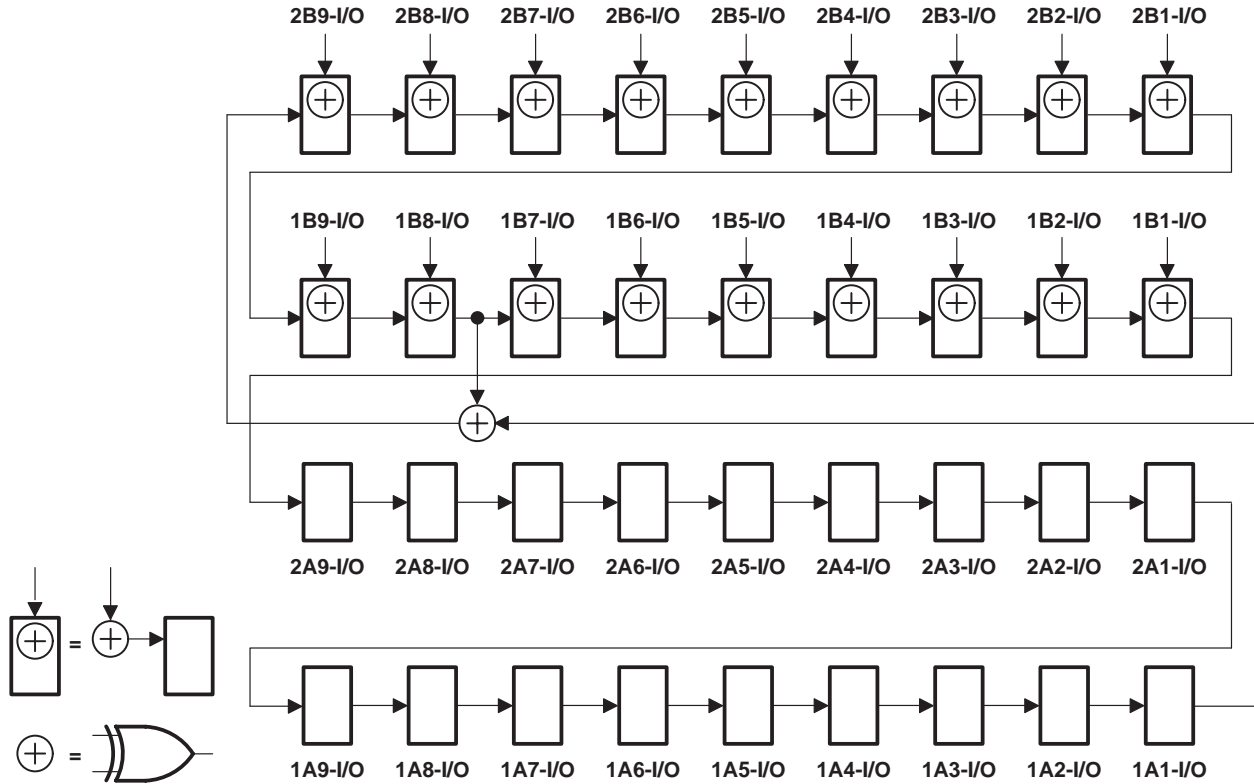 2B9-I/O 2B8-I/O 2B7-I/O 2B6-I/O 2B5-I/O 2B4-I/O 2B3-I/O 2B2-I/O 2B1-I/O
1B9-I/O 1B8-I/O 1B7-I/O 1B6-I/O 1B5-I/O 1B4-I/O 1B3-I/O 1B2-I/O 1B1-I/O
2A9-I/O 2A8-I/O 2A7-I/O 2A6-I/O 2A5-I/O 2A4-I/O 2A3-I/O 2A2-I/O 2A1-I/O
=
=
1A9-I/O 1A8-I/O 1A7-I/O 1A6-I/O 1A5-I/O 1A4-I/O 1A3-I/O 1A2-I/O 1A1-I/O